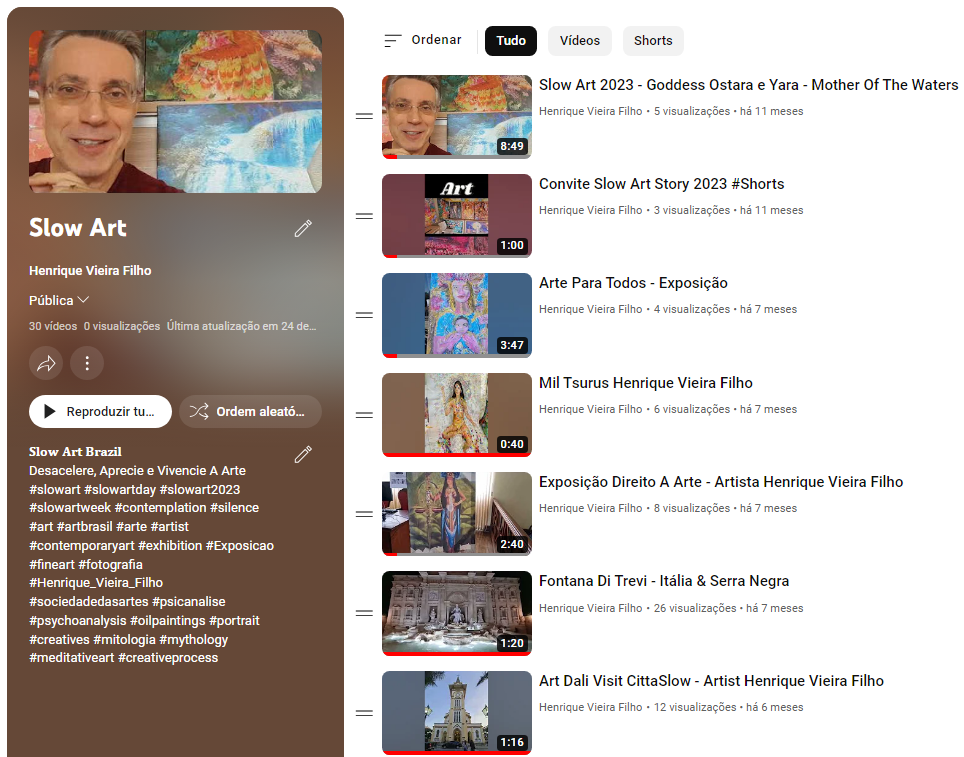 Slow Art
Henrique Vieira Filho
Pública
30 vídeos 0 visualizações Última atualização em 24 de...
Reproduzir tu...
Ordem aleató...
Slow Art Brazil
Desacelere, Aprecie e Vivencie A Arte
#slowart #slowartday #slowart2023
#slowartweek #contemplation #silence
#art #artbrasil #arte #artist
#contemporaryart #exhibition #Exposicao
#fineart #fotografia
#Henrique_Vieira_Filho
#sociedadedasartes #psicanalise
#psychoanalysis #oilpaintings #portrait
#creatives #mitologia #mythology
#meditativeart #creativeprocess
Ordenar
Tudo
Vídeos
Shorts
8:49
Slow Art 2023 - Goddess Ostara e Yara - Mother Of The Waters
Henrique Vieira Filho • 5 visualizações • há 11 meses
Art
1:00
Convite Slow Art Story 2023 #Shorts
Henrique Vieira Filho • 3 visualizações • há 11 meses
3:47
Arte Para Todos - Exposição
Henrique Vieira Filho • 4 visualizações • há 7 meses
0:40
Mil Tsurus Henrique Vieira Filho
Henrique Vieira Filho • 6 visualizações • há 7 meses
2:40
Exposição Direito A Arte - Artista Henrique Vieira Filho
Henrique Vieira Filho • 8 visualizações • há 7 meses
1:20
Fontana Di Trevi - Itália & Serra Negra
Henrique Vieira Filho • 26 visualizações • há 7 meses
1:16
Art Dali Visit CittaSlow - Artist Henrique Vieira Filho
Henrique Vieira Filho • 12 visualizações • há 6 meses